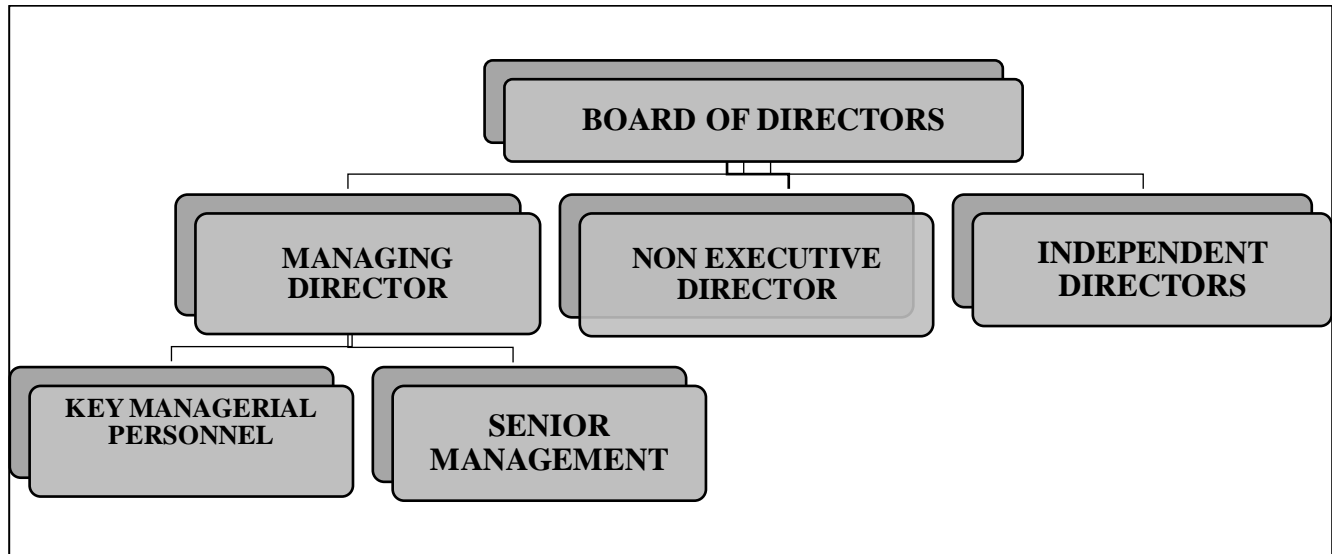 BOARD OF DIRECTORS
MANAGING
DIRECTOR
NON EXECUTIVE
DIRECTOR
INDEPENDENT
DIRECTORS
KEY MANAGERIAL
PERSONNEL
SENIOR
MANAGEMENT